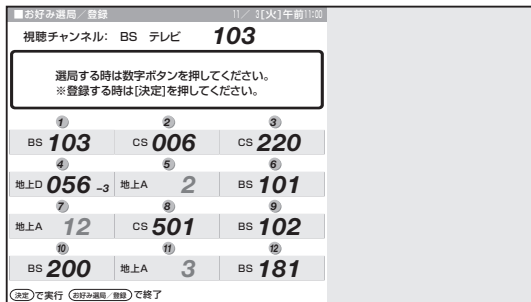 ■お好み選局／登録 11／ 3[火]午前11:00
視聴チャンネル: BS テレビ 103
選局する時は数字ボタンを押してください。
※登録する時は[決定]を押してください。
1 2 3
BS 103 CS 006 CS 220
4 5 6
地上D 056 -3 地上A 2 BS 101
7 8 9
地上A 12 CS 501 BS 102
10 11 12
BS 200 地上A 3 BS 181
決定で実行 お好み選局／登録で終了